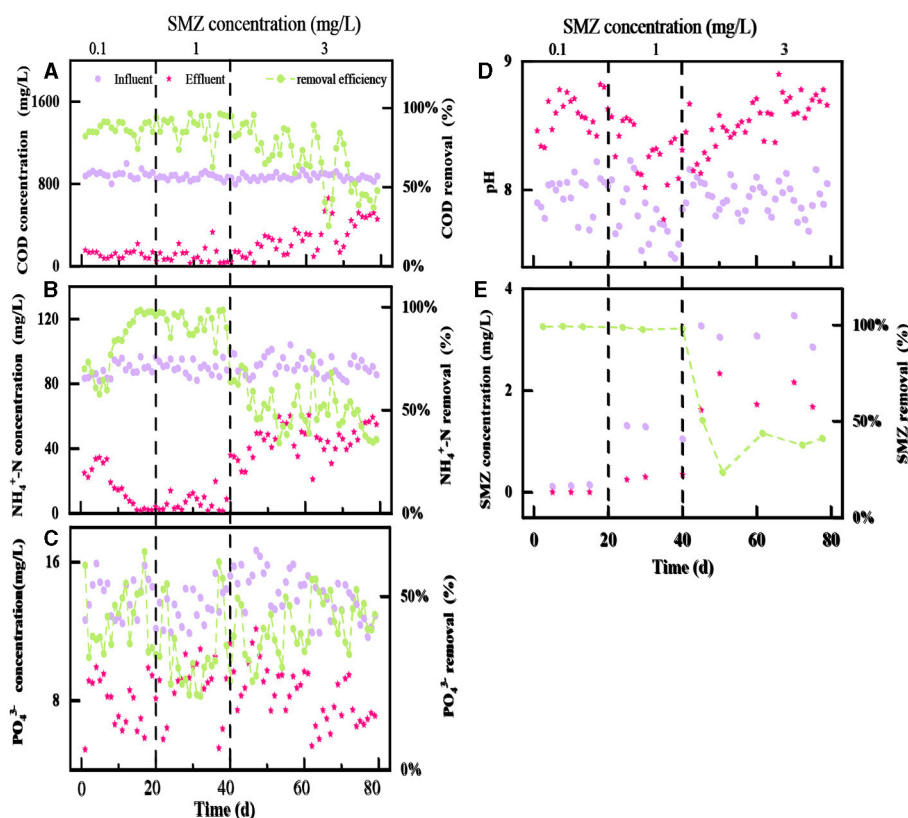 SMZ concentration (mg/L)
0.1 1 3
A
Influent Effluent removal efficiency
COD concentration (mg/L)
1600
800
0
100%
50%
0%
COD removal (%)
B
NH₄⁺-N concentration (mg/L)
120
80
40
0
100%
50%
0%
NH₄⁺-N removal (%)
C
PO₄³⁻ concentration(mg/L)
16
8
50%
0%
PO₄³⁻ removal (%)
0 20 40 60 80
Time (d)
SMZ concentration (mg/L)
0.1 1 3
D
pH
9
8
E
SMZ concentration (mg/L)
4
2
0
100%
50%
0%
SMZ removal (%)
0 20 40 60 80
Time (d)